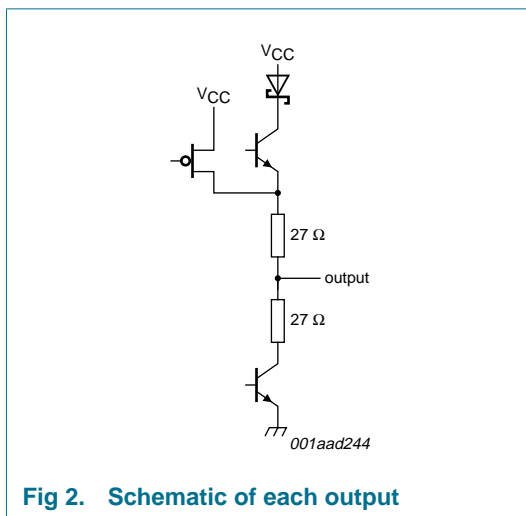 VCC
VCC
27 Ω
output
27 Ω
001aad244
Fig 2. Schematic of each output